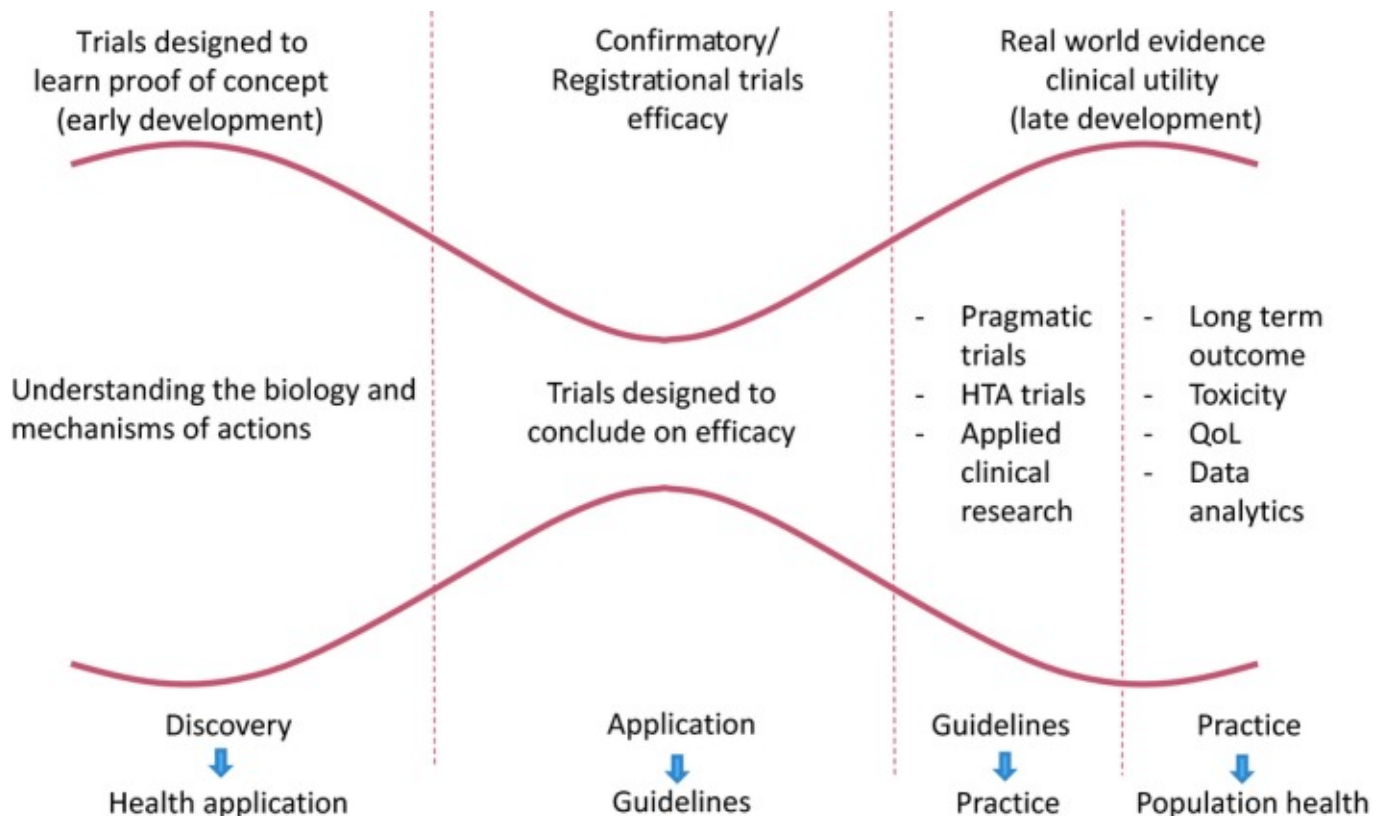 Trials designed to
learn proof of concept
(early development)
Confirmatory/
Registrational trials
efficacy
Real world evidence
clinical utility
(late development)
Understanding the biology and
mechanisms of actions
Trials designed to
conclude on efficacy
- Pragmatic
trials
- HTA trials
- Applied
clinical
research
- Long term
outcome
- Toxicity
- QoL
- Data
analytics
Discovery
Health application
Application
Guidelines
Guidelines
Practice
Practice
Population health